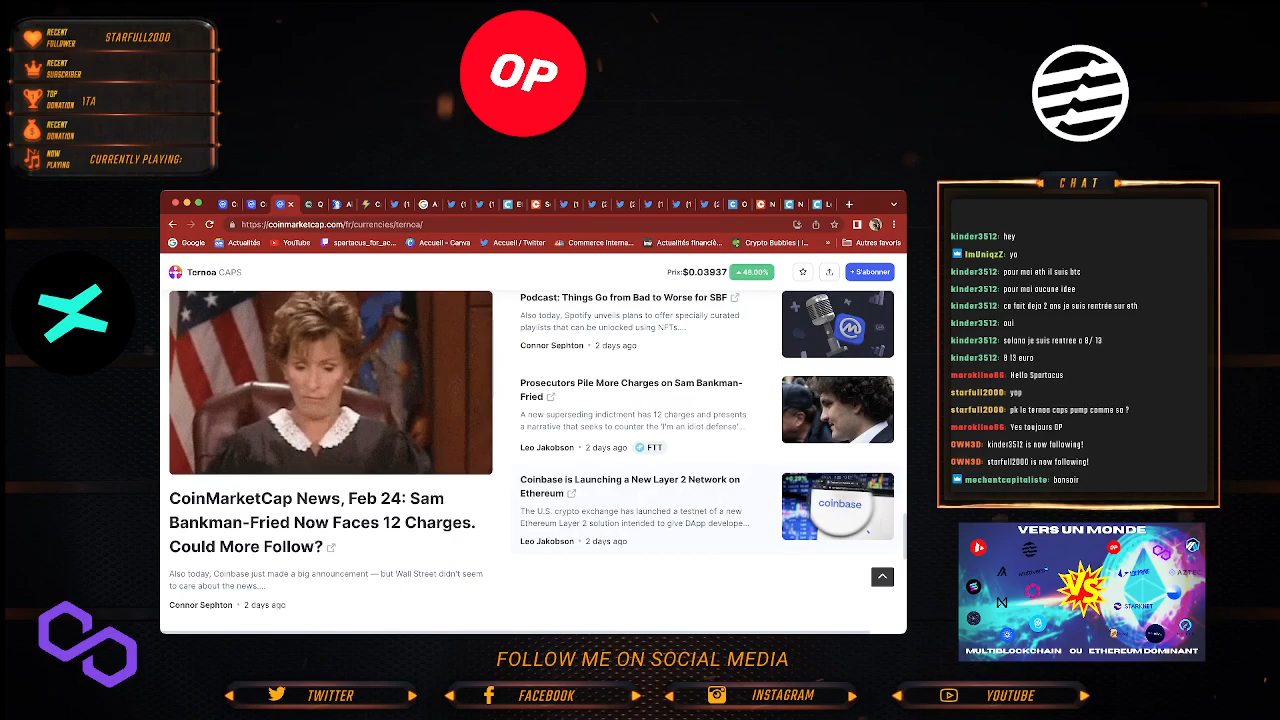 RECENT FOLLOWER STARFULL2000
RECENT SUBSCRIBER
TOP DONATION 1TA
RECENT DONATION
NOW PLAYING CURRENTLY PLAYING:
OP
https://coinmarketcap.com/fr/currencies/ternoa/
Google Actualités YouTube spartacus_for_ac... Accueil – Canva Accueil / Twitter Commerce Interna... Actualités financiè... Crypto Bubbles | ... » Autres favoris
Ternoa CAPS Prix:$0.03937 48.00% + S'abonner
Podcast: Things Go from Bad to Worse for SBF
Also today, Spotify unveils plans to offer specially curated
playlists that can be unlocked using NFTs....
Connor Sephton • 2 days ago
Prosecutors Pile More Charges on Sam Bankman-
Fried
A new superseding indictment has 12 charges and presents
a narrative that seeks to counter the 'I'm an idiot defense'...
Leo Jakobson • 2 days ago FTT
Coinbase is Launching a New Layer 2 Network on
Ethereum
The U.S. crypto exchange has launched a testnet of a new
Ethereum Layer 2 solution intended to give DApp develope...
Leo Jakobson • 2 days ago
coinbase
CoinMarketCap News, Feb 24: Sam
Bankman-Fried Now Faces 12 Charges.
Could More Follow?
Also today, Coinbase just made a big announcement — but Wall Street didn't seem
to care about the news....
Connor Sephton • 2 days ago
CHAT
kinder3512: hey
ImUniqzZ: yo
kinder3512: pour moi eth il suis btc
kinder3512: pour moi aucune idee
kinder3512: ca fait deja 2 ans je suis rentrée sur eth
kinder3512: oui
kinder3512: solana je suis rentree a 8/ 13
kinder3512: 8 13 euro
marokiino86: Hello Spartacus
starfull2000: yop
starfull2000: pk le ternoa caps pump comme sa ?
marokiino86: Yes toujours OP
OWN3D: kinder3512 is now following!
OWN3D: starfull2000 is now following!
mechantcapitaliste: bonsoir
VERS UN MONDE
VS
AZTEC
STARKNET
MULTIBLOCKCHAIN OU ETHEREUM DOMINANT
FOLLOW ME ON SOCIAL MEDIA
TWITTER FACEBOOK INSTAGRAM YOUTUBE